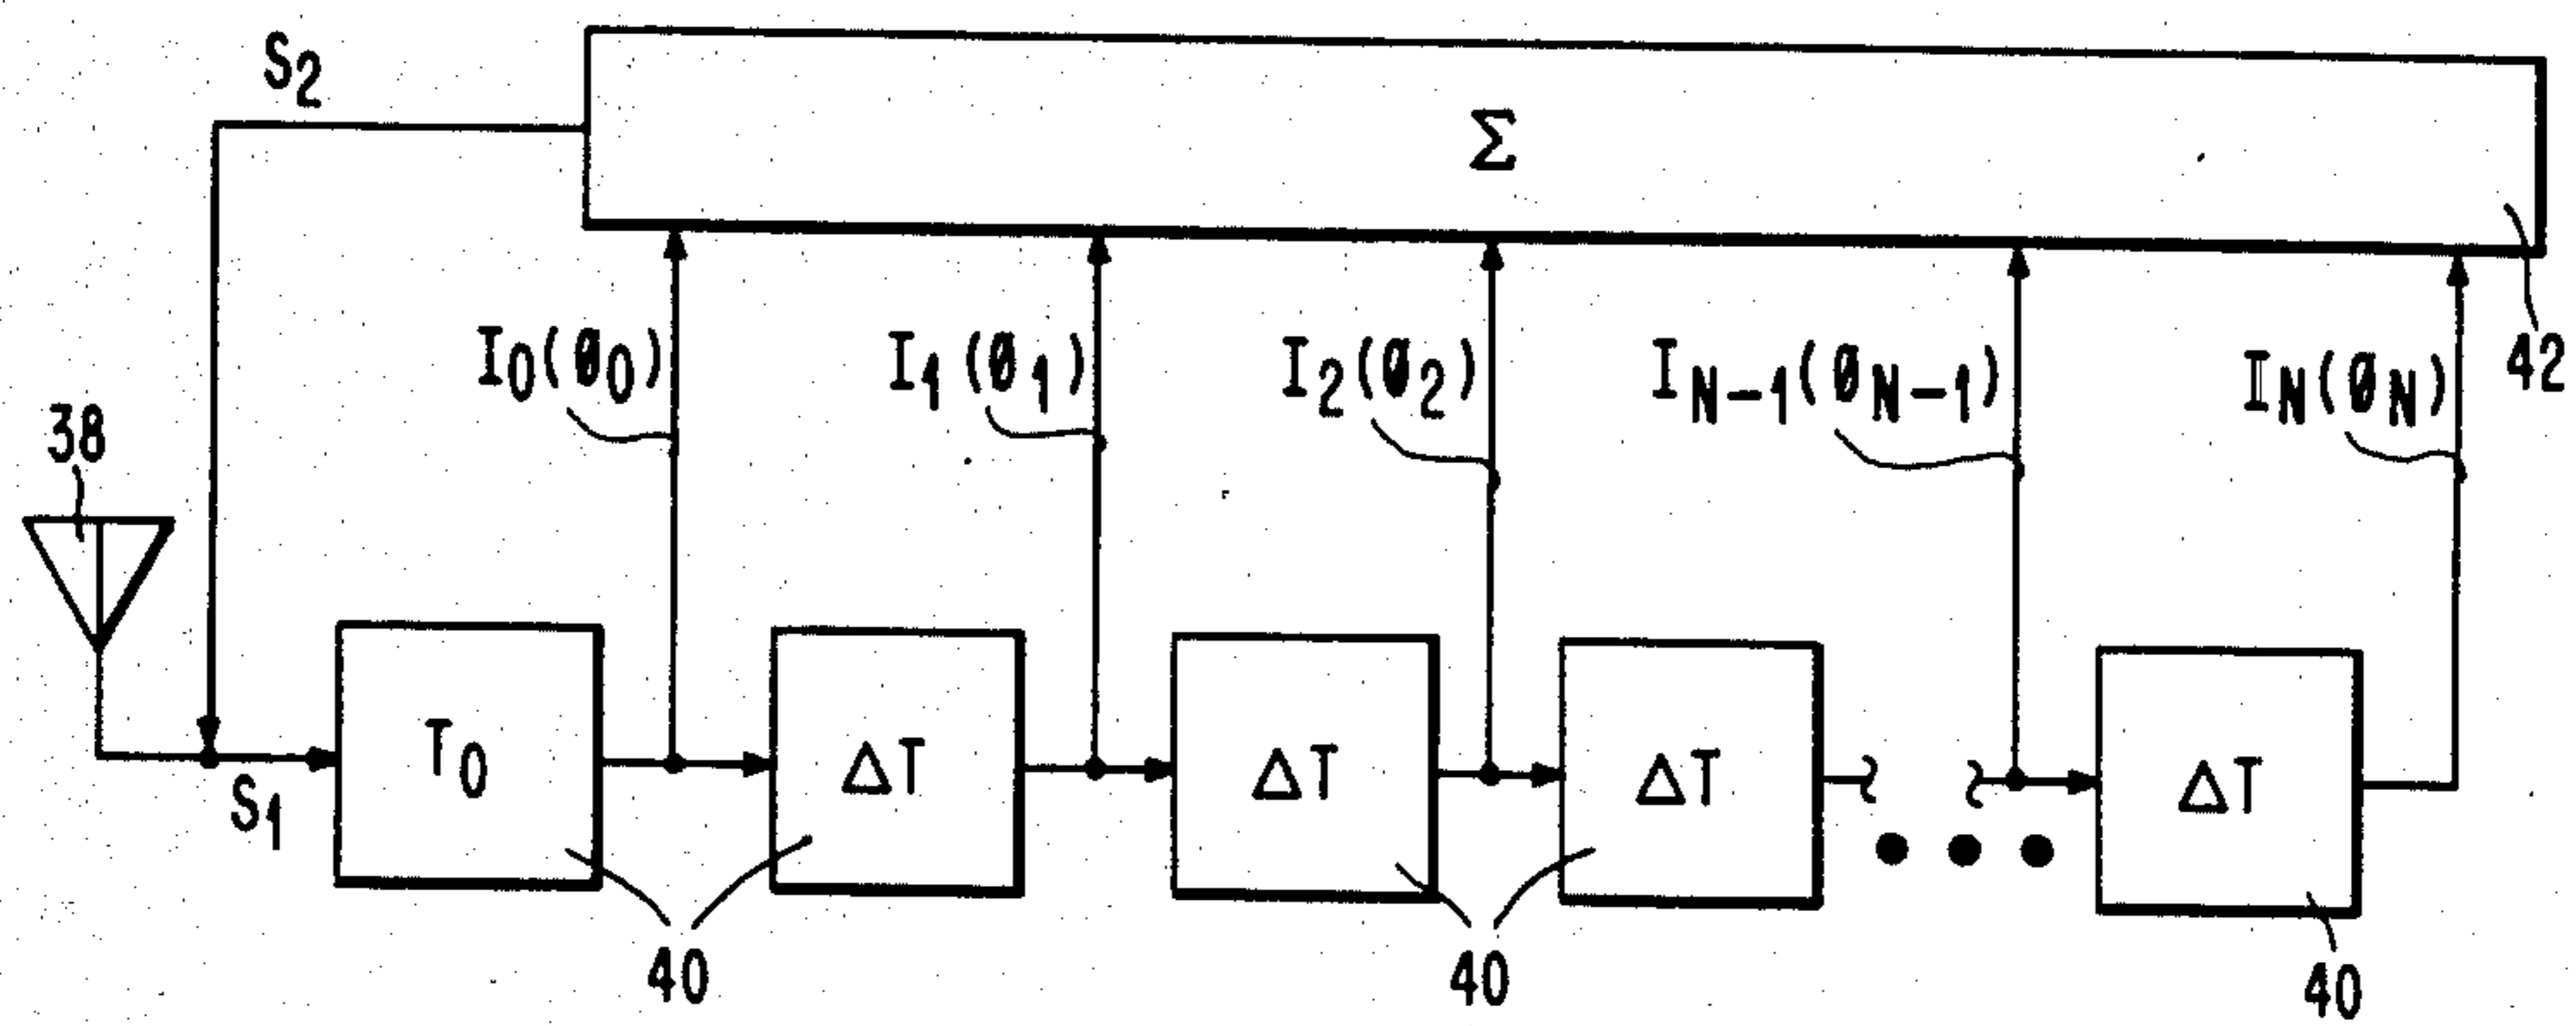 S2
Σ
I0(Ø0)
I1(Ø1)
I2(Ø2)
IN-1(ØN-1)
IN(ØN)
42
38
S1
T0
ΔT
ΔT
ΔT
ΔT
40
40
40